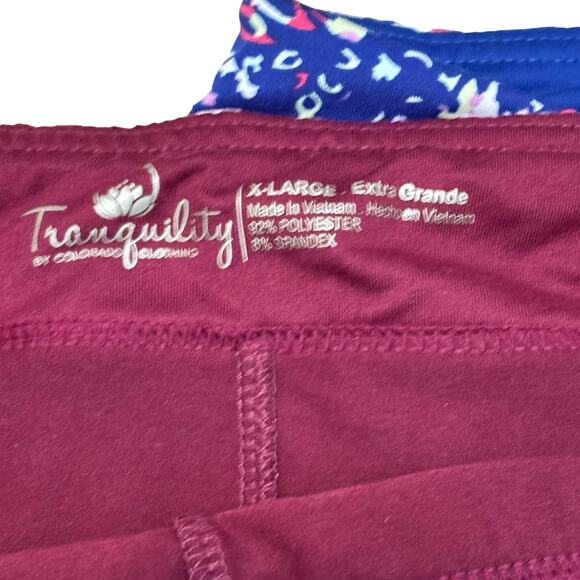 Tranquility
BY COLORADO CLOTHING
X-LARGE . Extra Grande
Made In Vietnam . Hecho en Vietnam
92% POLYESTER
8% SPANDEX